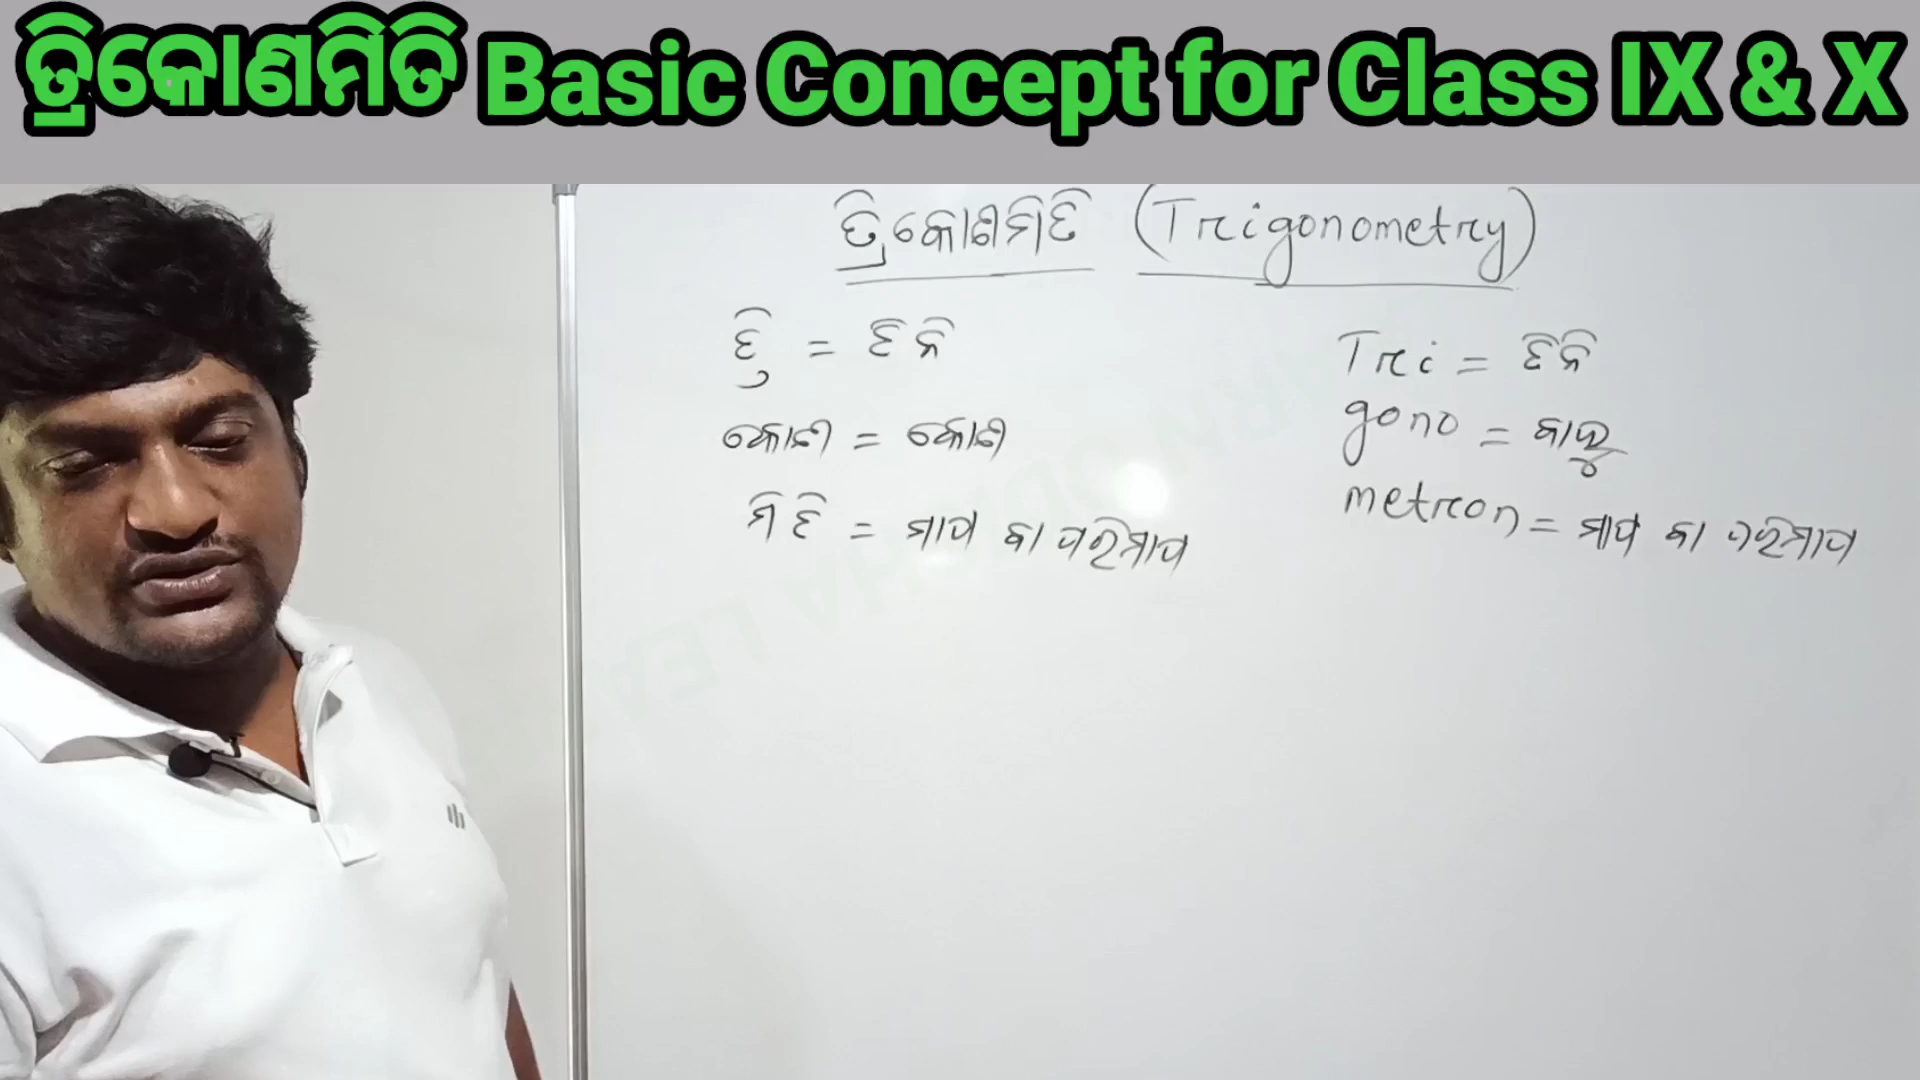 ତ୍ରିକୋଣମିତି Basic Concept for Class IX & X
ତ୍ରିକୋଣମିତି (Trigonometry)
ତ୍ରି = ତିନି
କୋଣ = କୋଣ
ମିତି = ମାପ ବା ପରିମାପ
Tri = ତିନି
gono = ବାହୁ
metron = ମାପ ବା ପରିମାପ